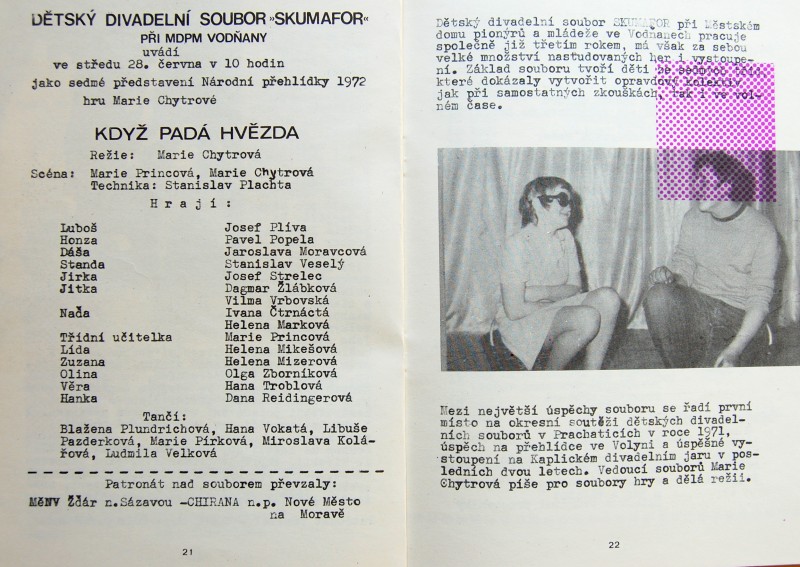 DĚTSKÝ DIVADELNÍ SOUBOR »SKUMAFOR«
PŘI MDPM VODŇANY
uvádí
ve středu 28. června v 10 hodin
jako sedmé představení Národní přehlídky 1972
hru Marie Chytrové
KDYŽ PADÁ HVĚZDA
Režie: Marie Chytrová
Scéna: Marie Princová, Marie Chytrová
Technika: Stanislav Plachta
H r a j í :
Luboš Josef Plíva
Honza Pavel Popela
Dáša Jaroslava Moravcová
Standa Stanislav Veselý
Jirka Josef Strelec
Jitka Dagmar Žlábková
Vilma Vrbovská
Naďa Ivana Čtrnáctá
Helena Marková
Třídní učitelka Marie Princová
Lída Helena Mikešová
Zuzana Helena Mizerová
Olina Olga Zborníková
Věra Hana Troblová
Hanka Dana Reidingerová
Tančí:
Blažena Plundrichová, Hana Vokatá, Libuše
Pazderková, Marie Pírková, Miroslava Kolá-
řová, Ludmila Velková
Patronát nad souborem převzaly:
MěNV Žďár n.Sázavou -CHIRANA n.p. Nové Město
na Moravě
21
Dětský divadelní soubor SKUMAFOR při Městském
domu pionýrů a mládeže ve Vodňanech pracuje
společně již třetím rokem, má však za sebou
velké množství nastudovaných her i vystoupe-
ní. Základ souboru tvoří děti ze sedmých tříd
které dokázaly vytvořit opravdový kolektiv
jak při samostatných zkouškách, tak i ve vol-
ném čase.
Mezi největší úspěchy souboru se řadí první
místo na okresní soutěži dětských divadel-
ních souborů v Prachaticích v roce 1971,
úspěch na přehlídce ve Volyni a úspěšné vy-
stoupení na Kaplickém divadelním jaru v pos-
ledních dvou letech. Vedoucí souborů Marie
Chytrová píše pro soubory hry a dělá režii.
22